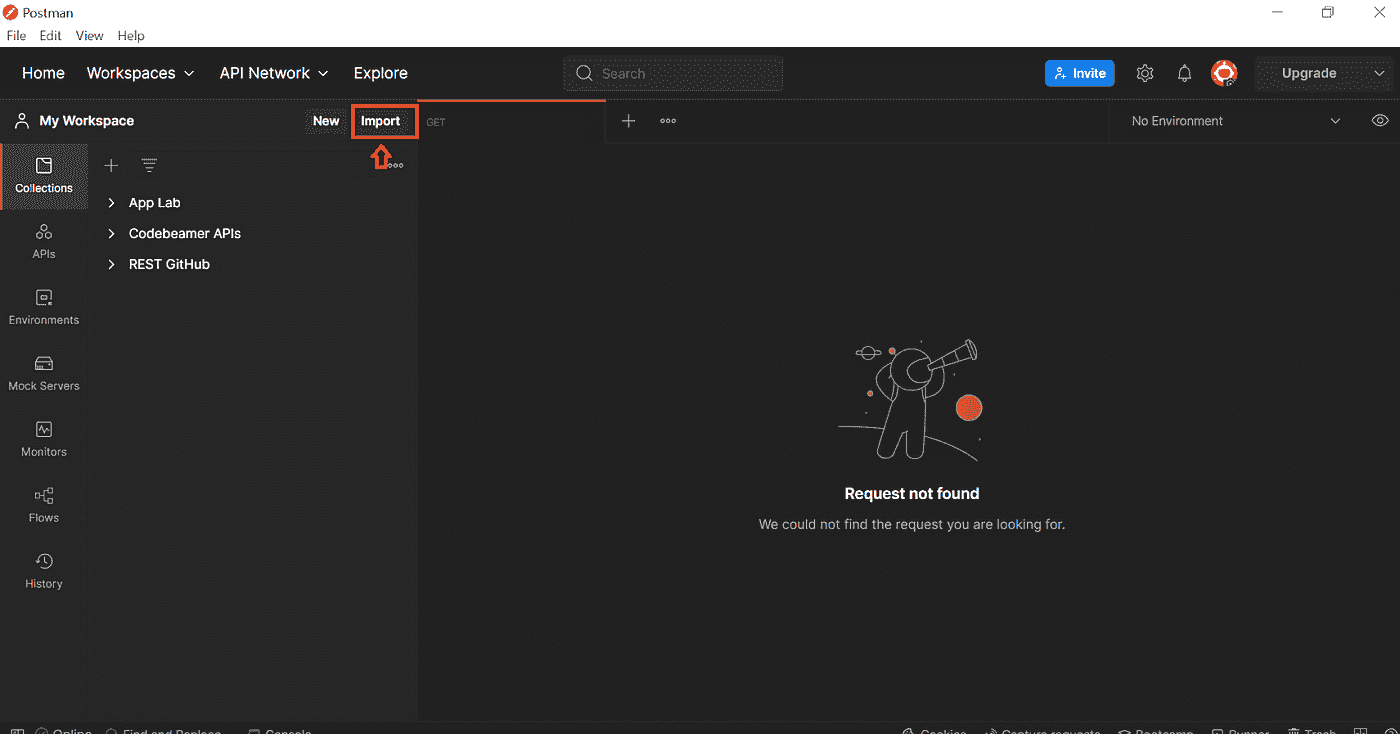 Postman
File Edit View Help
Home Workspaces API Network Explore Search Invite Upgrade
My Workspace New Import GET No Environment
Collections
App Lab
Codebeamer APIs
REST GitHub
APIs
Environments
Mock Servers
Monitors
Flows
History
Request not found
We could not find the request you are looking for.
Online Find and Replace Console Cookies Capture requests Bootcamp Runner Trash